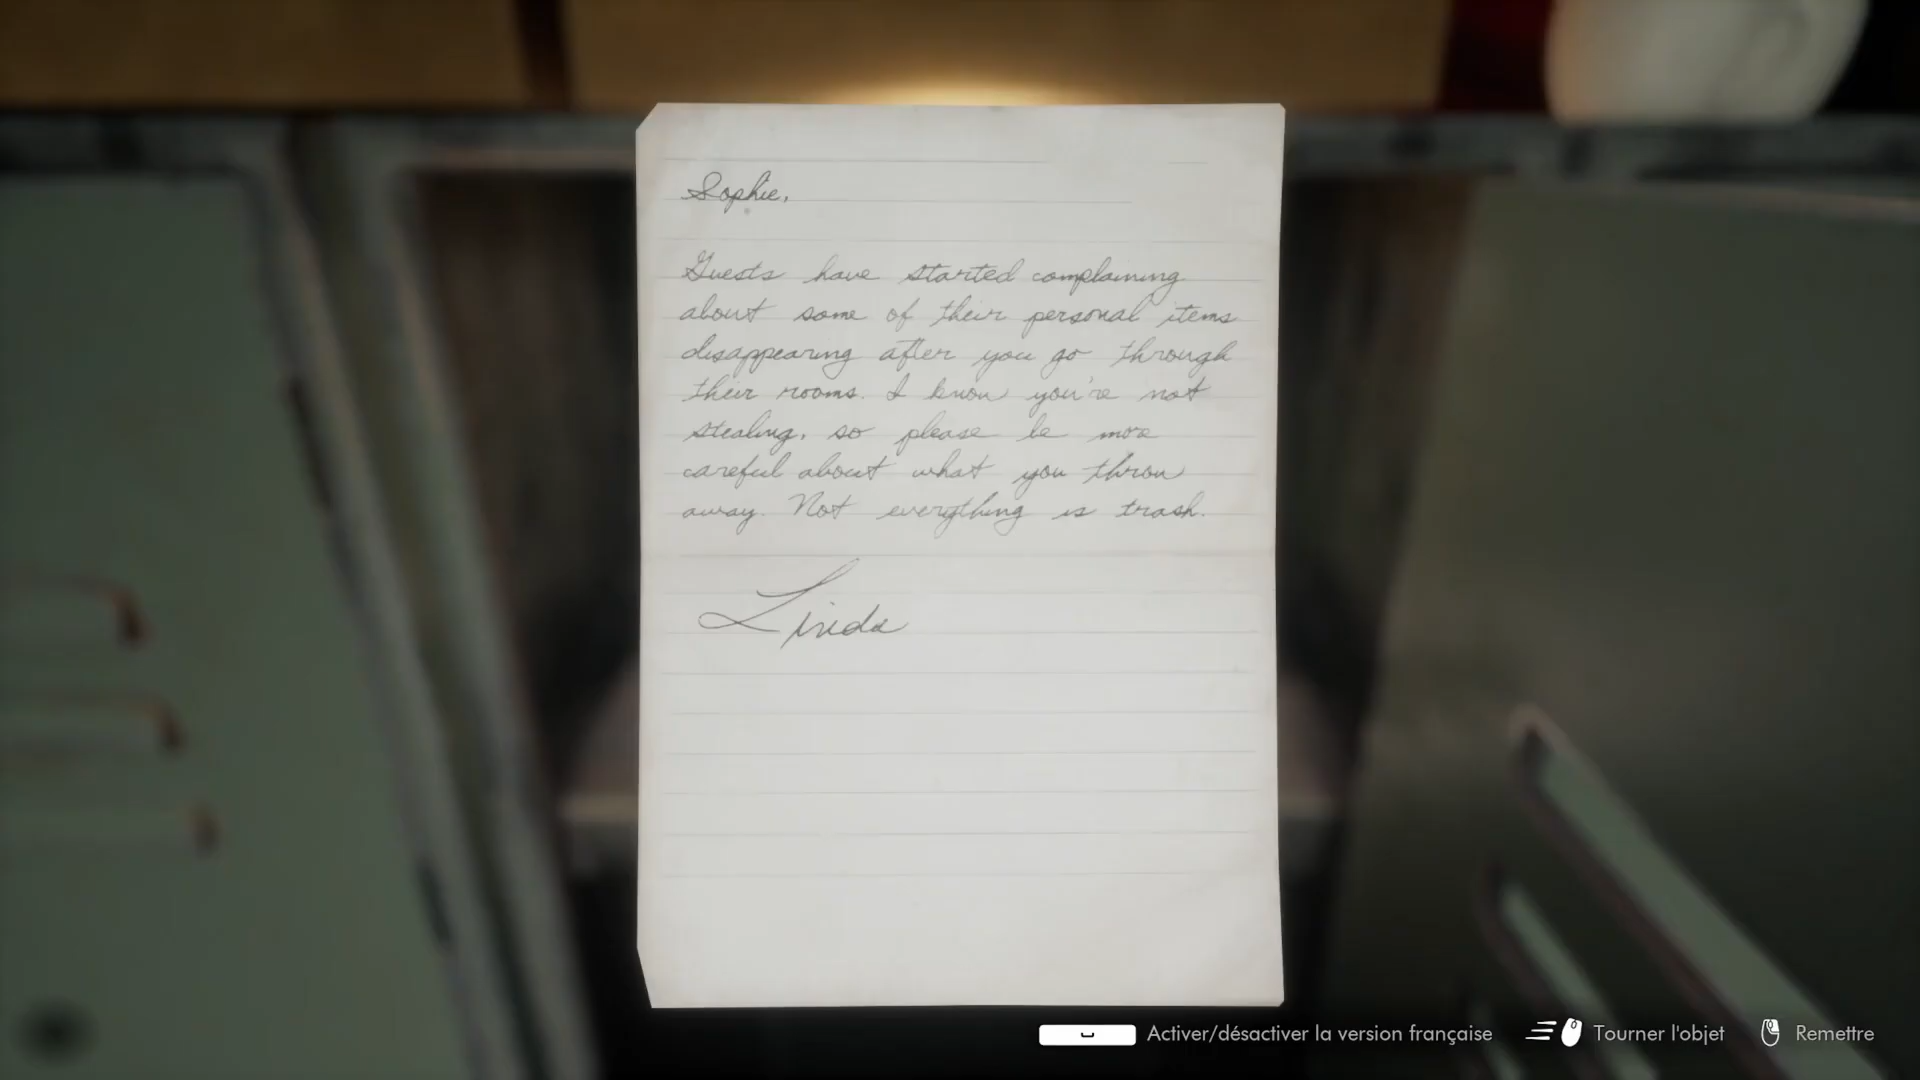 Sophie,
Guests have started complaining
about some of their personal items
disappearing after you go through
their rooms. I know you're not
stealing, so please be more
careful about what you throw
away. Not everything is trash.
Linda
Activer/désactiver la version française
Tourner l'objet
Remettre